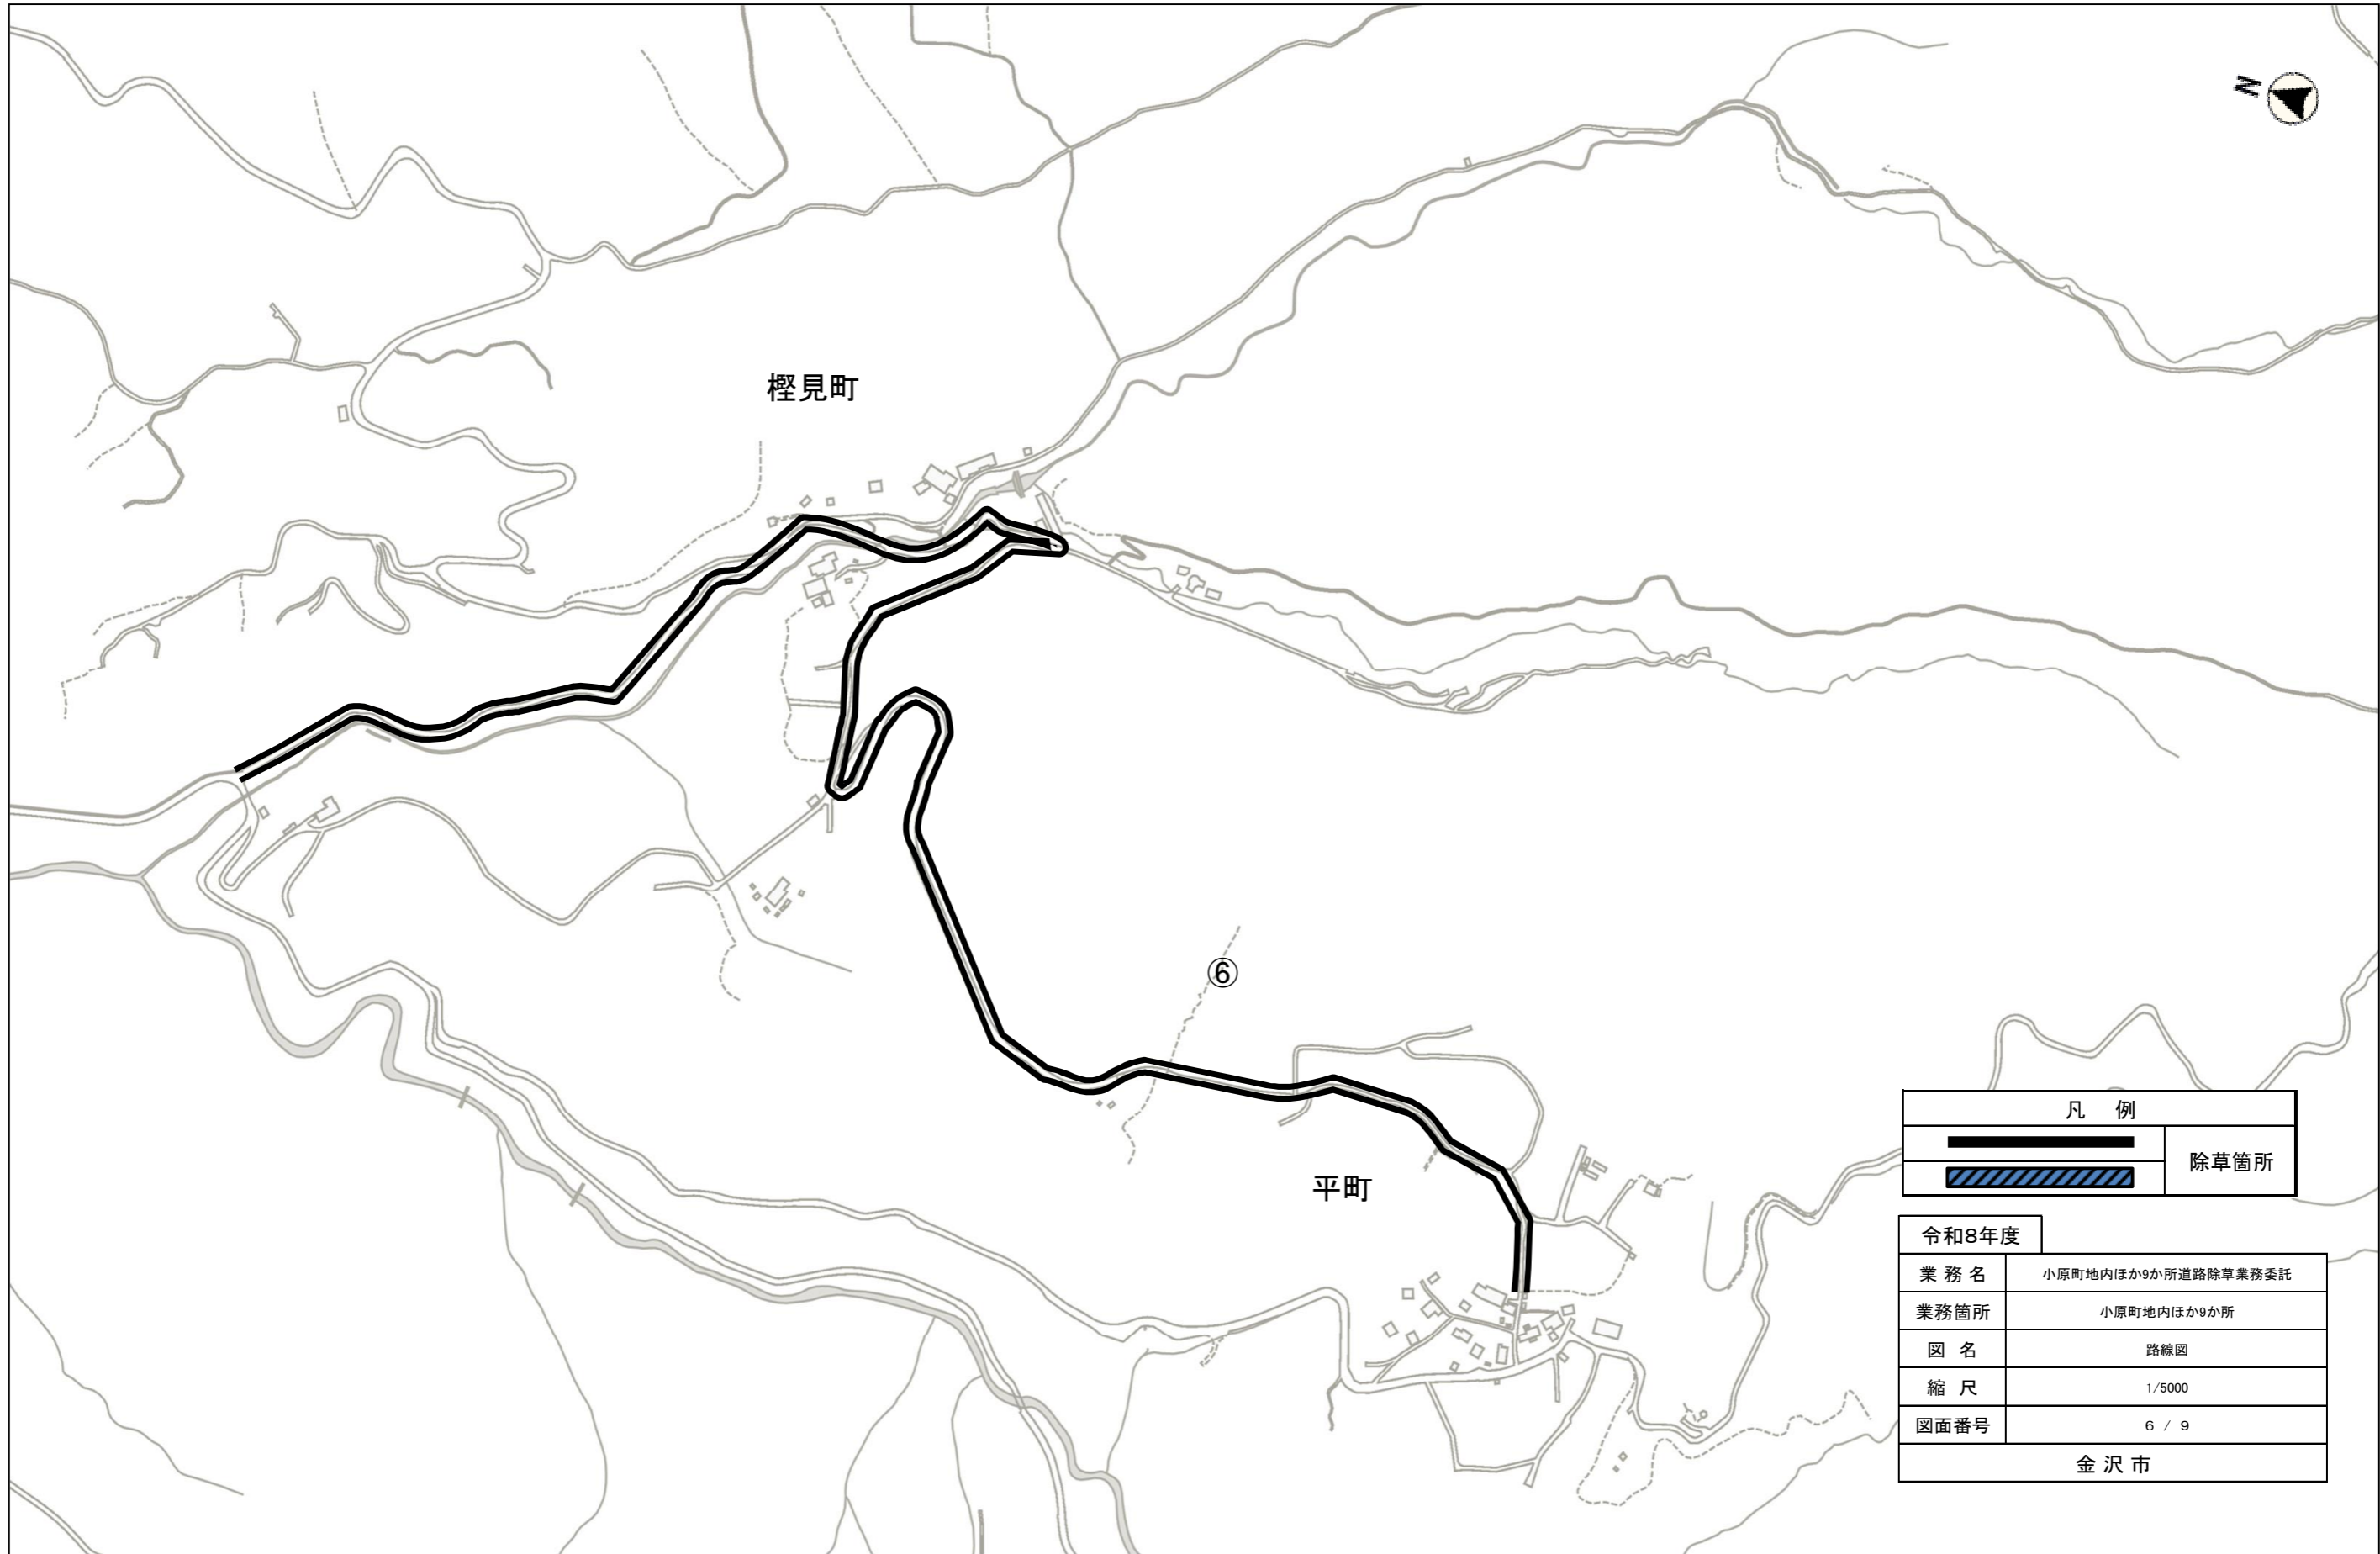 N
樫見町
⑥
平町
凡 例
除草箇所
令和8年度
業務名 小原町地内ほか9か所道路除草業務委託
業務箇所 小原町地内ほか9か所
図名 路線図
縮尺 1/5000
図面番号 6 / 9
金沢市